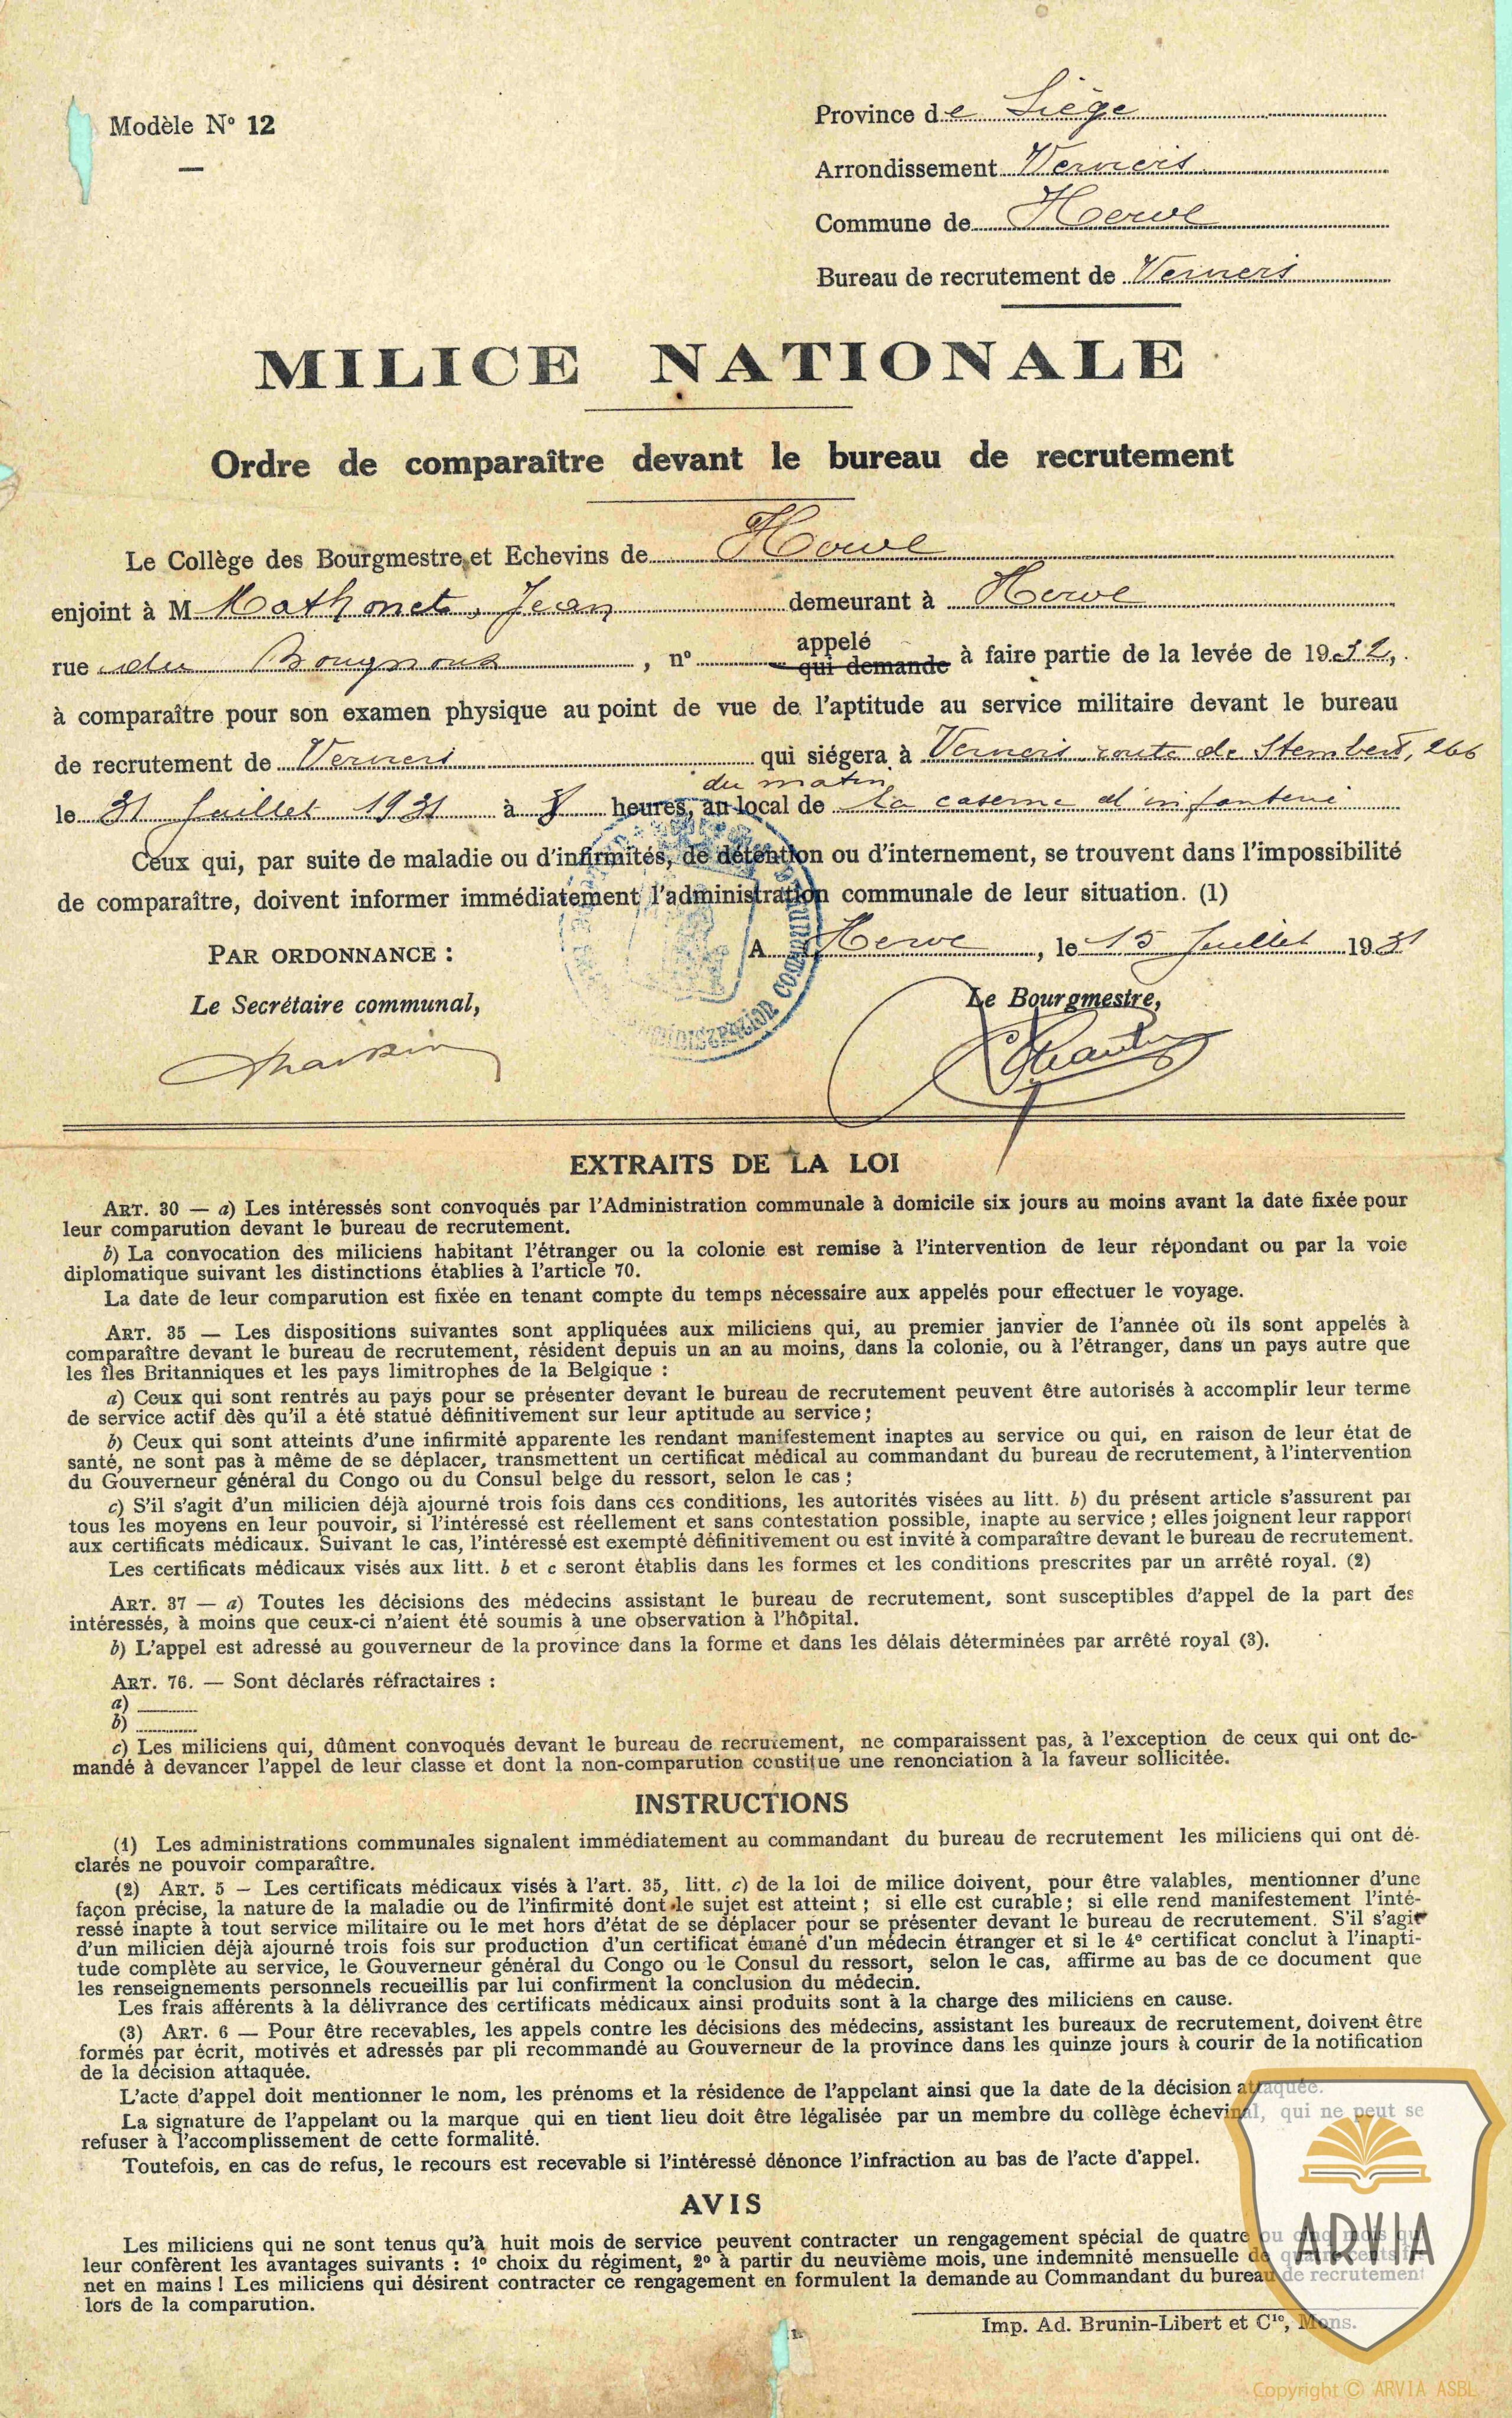 Modèle N° 12
Province de Liège
Arrondissement Verviers
Commune de Herve
Bureau de recrutement de Verviers
MILICE NATIONALE
Ordre de comparaître devant le bureau de recrutement
Le Collège des Bourgmestre et Echevins de Herve
enjoint à M Mathonet, Jean demeurant à Herve
rue du , n° appelé
qui demande à faire partie de la levée de 1932,
à comparaître pour son examen physique au point de vue de l'aptitude au service militaire devant le bureau
de recrutement de Verviers qui siégera à Verviers route de Stembert, 266
du matin
le 31 Juillet 1931 à 8 heures, au local de la caserne d'infanterie
Ceux qui, par suite de maladie ou d'infirmités, de détention ou d'internement, se trouvent dans l'impossibilité
de comparaître, doivent informer immédiatement l'administration communale de leur situation. (1)
PAR ORDONNANCE : A Herve, le 15 Juillet 1931
Le Secrétaire communal, Le Bourgmestre,
EXTRAITS DE LA LOI
ART. 30 — a) Les intéressés sont convoqués par l'Administration communale à domicile six jours au moins avant la date fixée pour
leur comparution devant le bureau de recrutement.
b) La convocation des miliciens habitant l'étranger ou la colonie est remise à l'intervention de leur répondant ou par la voie
diplomatique suivant les distinctions établies à l'article 70.
La date de leur comparution est fixée en tenant compte du temps nécessaire aux appelés pour effectuer le voyage.
ART. 35 — Les dispositions suivantes sont appliquées aux miliciens qui, au premier janvier de l'année où ils sont appelés à
comparaître devant le bureau de recrutement, résident depuis un an au moins, dans la colonie, ou à l'étranger, dans un pays autre que
les îles Britanniques et les pays limitrophes de la Belgique :
a) Ceux qui sont rentrés au pays pour se présenter devant le bureau de recrutement peuvent être autorisés à accomplir leur terme
de service actif dès qu'il a été statué définitivement sur leur aptitude au service ;
b) Ceux qui sont atteints d'une infirmité apparente les rendant manifestement inaptes au service ou qui, en raison de leur état de
santé, ne sont pas à même de se déplacer, transmettent un certificat médical au commandant du bureau de recrutement, à l'intervention
du Gouverneur général du Congo ou du Consul belge du ressort, selon le cas ;
c) S'il s'agit d'un milicien déjà ajourné trois fois dans ces conditions, les autorités visées au litt. b) du présent article s'assurent par
tous les moyens en leur pouvoir, si l'intéressé est réellement et sans contestation possible, inapte au service ; elles joignent leur rapport
aux certificats médicaux. Suivant le cas, l'intéressé est exempté définitivement ou est invité à comparaître devant le bureau de recrutement.
Les certificats médicaux visés aux litt. b et c seront établis dans les formes et les conditions prescrites par un arrêté royal. (2)
ART. 37 — a) Toutes les décisions des médecins assistant le bureau de recrutement, sont susceptibles d'appel de la part des
intéressés, à moins que ceux-ci n'aient été soumis à une observation à l'hôpital.
b) L'appel est adressé au gouverneur de la province dans la forme et dans les délais déterminées par arrêté royal (3).
ART. 76. — Sont déclarés réfractaires :
a)
b)
c) Les miliciens qui, dûment convoqués devant le bureau de recrutement, ne comparaissent pas, à l'exception de ceux qui ont de-
mandé à devancer l'appel de leur classe et dont la non-comparution constitue une renonciation à la faveur sollicitée.
INSTRUCTIONS
(1) Les administrations communales signalent immédiatement au commandant du bureau de recrutement les miliciens qui ont dé-
clarés ne pouvoir comparaître.
(2) ART. 5 — Les certificats médicaux visés à l'art. 35, litt. c) de la loi de milice doivent, pour être valables, mentionner d'une
façon précise, la nature de la maladie ou de l'infirmité dont le sujet est atteint ; si elle est curable ; si elle rend manifestement l'inté-
ressé inapte à tout service militaire ou le met hors d'état de se déplacer pour se présenter devant le bureau de recrutement. S'il s'agit
d'un milicien déjà ajourné trois fois sur production d'un certificat émané d'un médecin étranger et si le 4e certificat conclut à l'inapti-
tude complète au service, le Gouverneur général du Congo ou le Consul du ressort, selon le cas, affirme au bas de ce document que
les renseignements personnels recueillis par lui confirment la conclusion du médecin.
Les frais afférents à la délivrance des certificats médicaux ainsi produits sont à la charge des miliciens en cause.
(3) ART. 6 — Pour être recevables, les appels contre les décisions des médecins, assistant les bureaux de recrutement, doivent être
formés par écrit, motivés et adressés par pli recommandé au Gouverneur de la province dans les quinze jours à courir de la notification
de la décision attaquée.
L'acte d'appel doit mentionner le nom, les prénoms et la résidence de l'appelant ainsi que la date de la décision attaquée.
La signature de l'appelant ou la marque qui en tient lieu doit être légalisée par un membre du collège échevinal, qui ne peut se
refuser à l'accomplissement de cette formalité.
Toutefois, en cas de refus, le recours est recevable si l'intéressé dénonce l'infraction au bas de l'acte d'appel.
AVIS
Les miliciens qui ne sont tenus qu'à huit mois de service peuvent contracter un rengagement spécial de quatre ou cinq mois qui
leur confèrent les avantages suivants : 1° choix du régiment, 2° à partir du neuvième mois, une indemnité mensuelle de quatre cents
net en mains ! Les miliciens qui désirent contracter ce rengagement en formulent la demande au Commandant du bureau de recrutement
lors de la comparution.
Imp. Ad. Brunin-Libert et Cie, Mons.
ARVIA
Copyright © ARVIA ASBL